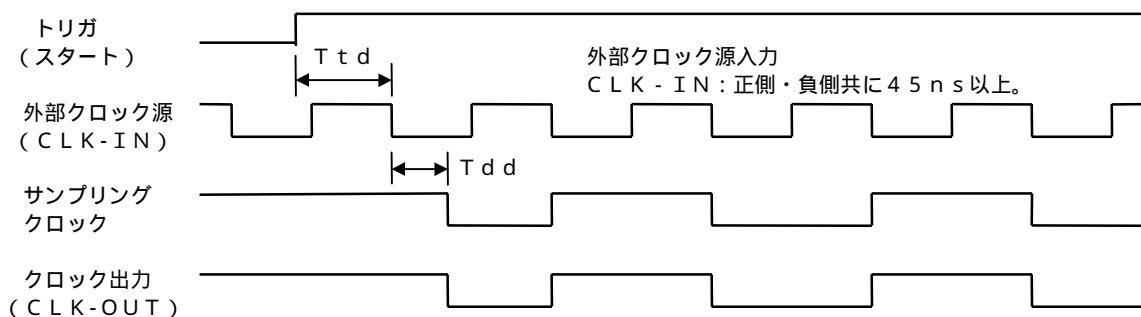 トリガ
(スタート)
Ttd
外部クロック源入力
CLK-IN:正側・負側共に45ns以上。
外部クロック源
(CLK-IN)
Tdd
サンプリング
クロック
クロック出力
(CLK-OUT)